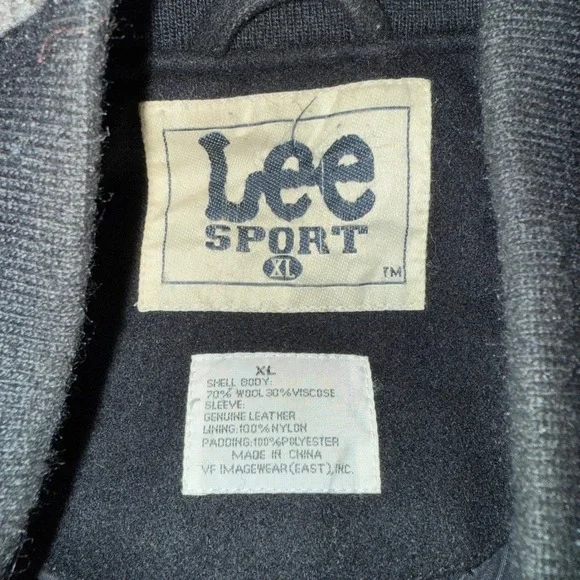 Lee
SPORT
XL
TM
XL
SHELL BODY:
70% WOOL 30%VISCOSE
SLEEVE:
GENUINE LEATHER
LINING:100%NYLON
PADDING:100%POLYESTER
MADE IN CHINA
VF IMAGEWEAR(EAST),INC.